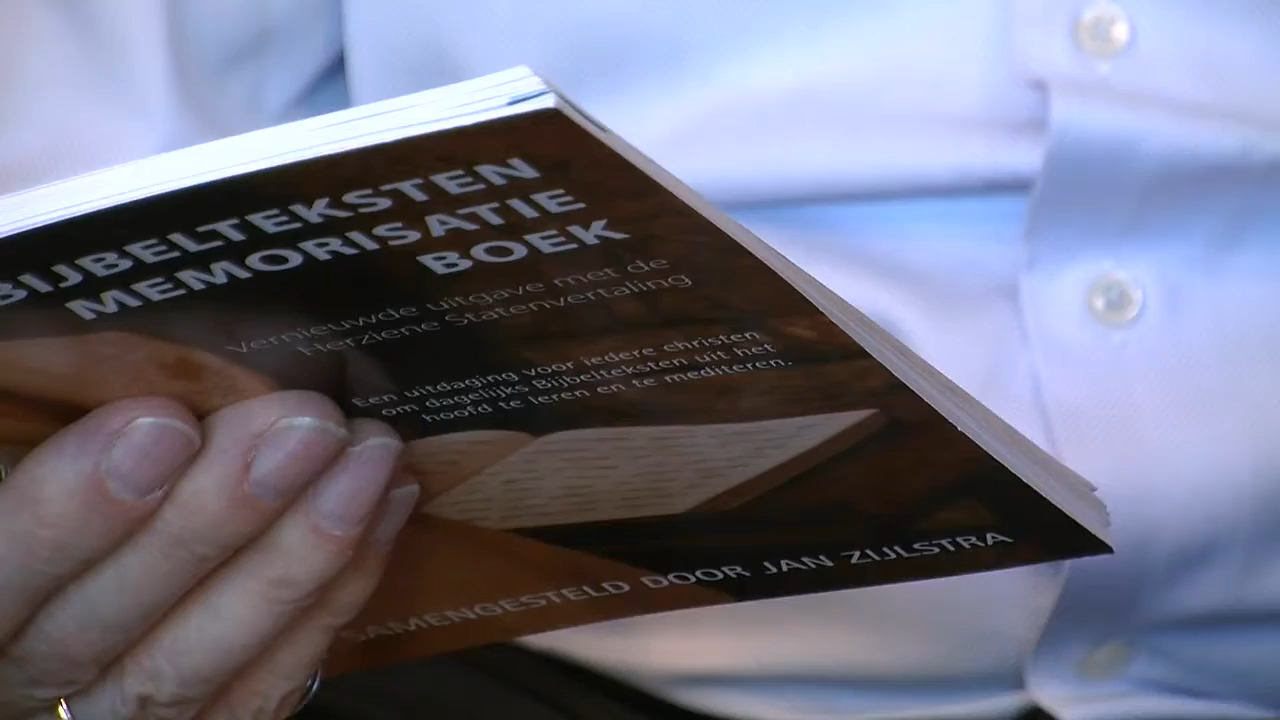 BIJBELTEKSTEN
MEMORISATIE
BOEK
Vernieuwde uitgave met de
Herziene Statenvertaling
Een uitdaging voor iedere christen
om dagelijks Bijbelteksten uit het
hoofd te leren en te mediteren.
SAMENGESTELD DOOR JAN ZIJLSTRA